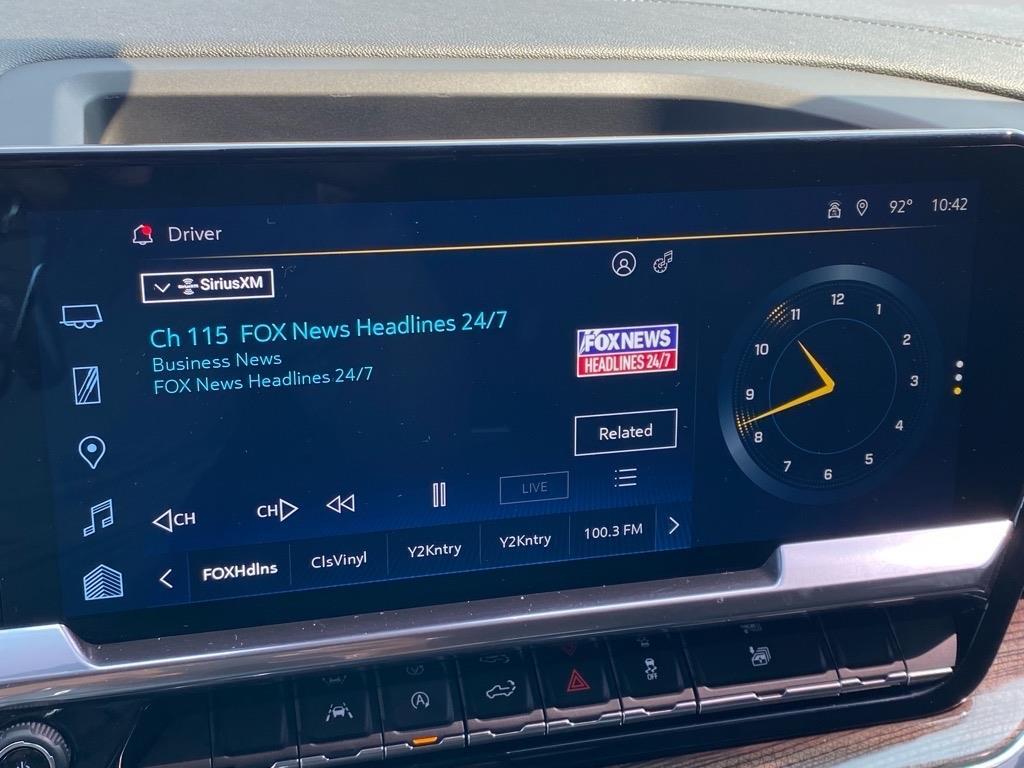 92° 10:42
Driver
SiriusXM
Ch 115 FOX News Headlines 24/7
Business News
FOX News Headlines 24/7
FOX NEWS
HEADLINES 24/7
Related
CH CH LIVE
FOXHdlns ClsVinyl Y2Kntry Y2Kntry 100.3 FM
12
1
2
3
4
5
6
7
8
9
10
11
A
OFF